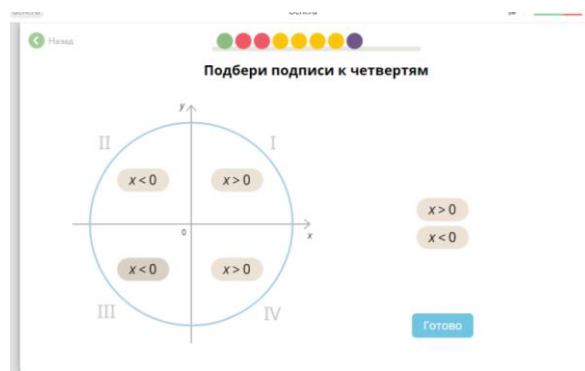 Назад
Подбери подписи к четвертям
y
II
I
x < 0
x > 0
x > 0
x < 0
0
x
x < 0
x > 0
III
IV
Готово